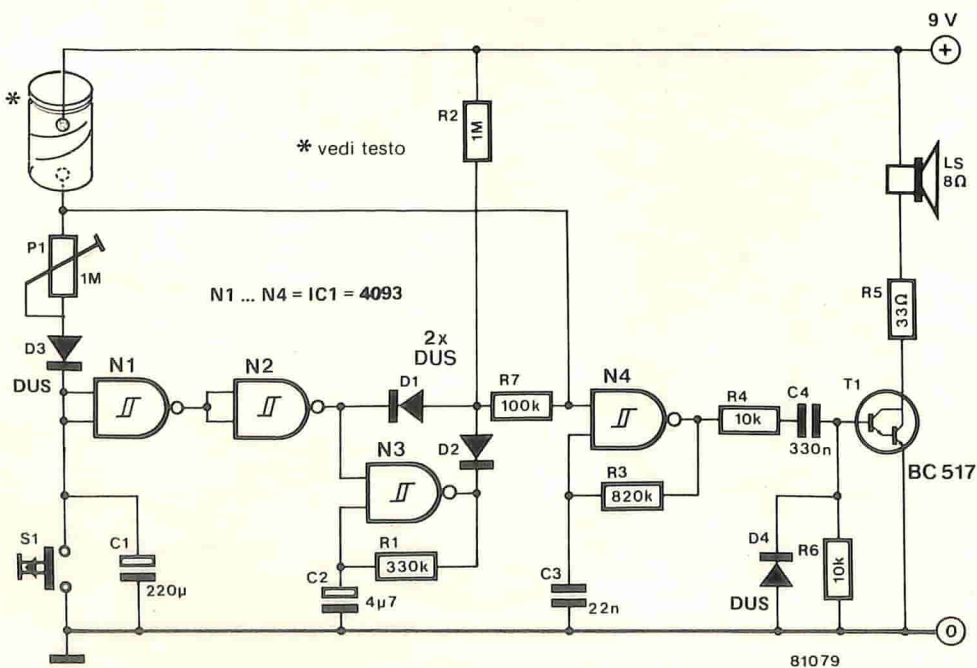 9 V
+
*
R2
1M
* vedi testo
LS
8Ω
P1
1M
N1 ... N4 = IC1 = 4093
R5
33Ω
2x
DUS
D3
DUS
N1
N2
D1
R7
100k
N4
R4
10k
C4
330n
T1
BC 517
N3
D2
R3
820k
S1
C1
220µ
R1
330k
C2
4µ7
C3
22n
D4
DUS
R6
10k
0
81079